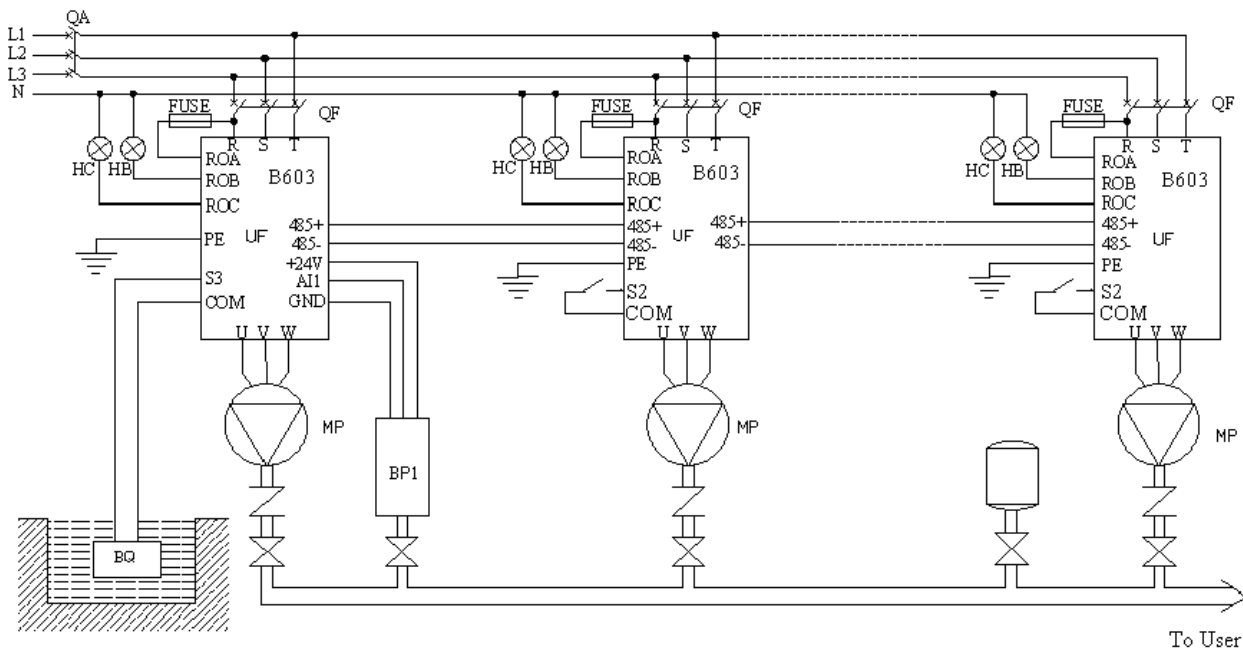 QA
L1
L2
L3
N
FUSE
QF
R S T
HC
HB
ROA
ROB
ROC
B603
PE
UF
485+
485-
+24V
AI1
GND
S3
COM
U V W
MP
BP1
BQ
FUSE
QF
R S T
HC
HB
ROA
ROB
ROC
B603
485+
485-
UF
485+
485-
PE
S2
COM
U V W
MP
FUSE
QF
R S T
HC
HB
ROA
ROB
ROC
B603
485+
485-
UF
PE
S2
COM
U V W
MP
To User